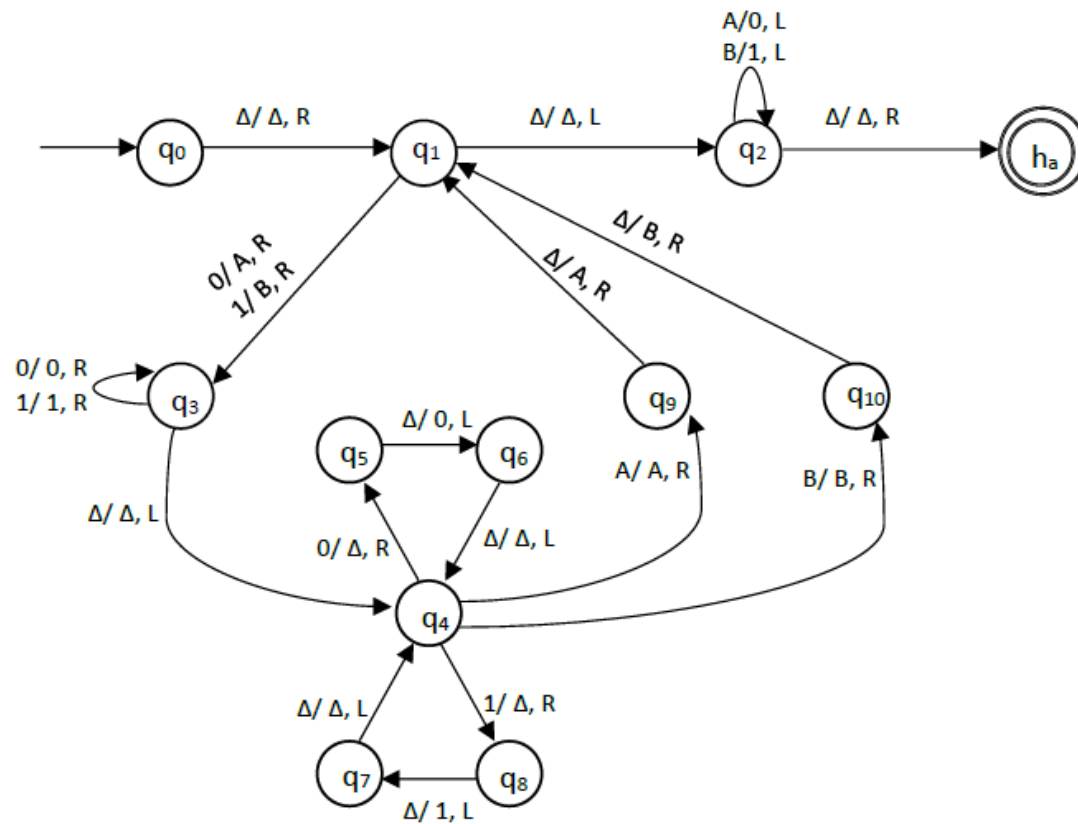 A/0, L
B/1, L
Δ/ Δ, R
Δ/ Δ, L
Δ/ Δ, R
q0
q1
q2
ha
0/ A, R
1/ B, R
Δ/ A, R
Δ/ B, R
0/ 0, R
1/ 1, R
q3
q9
q10
Δ/ 0, L
q5
q6
A/ A, R
B/ B, R
Δ/ Δ, L
0/ Δ, R
Δ/ Δ, L
q4
Δ/ Δ, L
1/ Δ, R
q7
q8
Δ/ 1, L